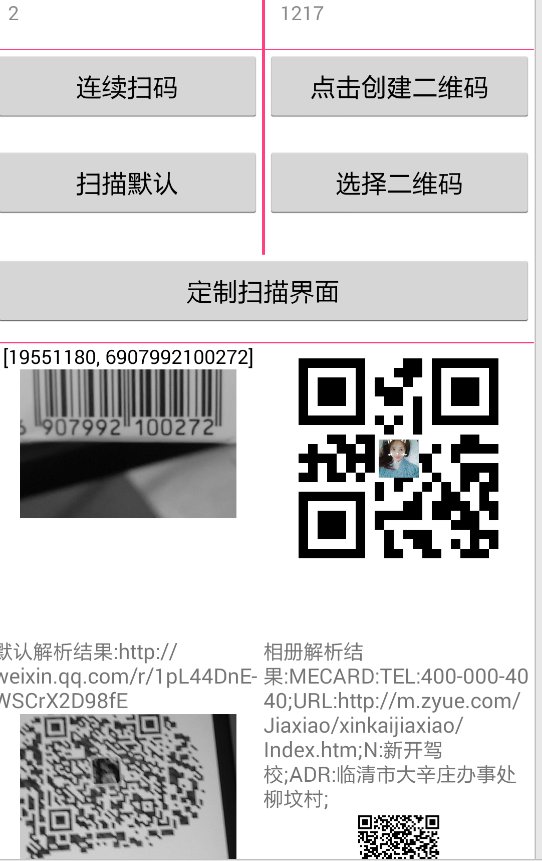 2
1217
连续扫码
点击创建二维码
扫描默认
选择二维码
定制扫描界面
[19551180, 6907992100272]
907992 100272
默认解析结果:http://
weixin.qq.com/r/1pL44DnE-
WSCrX2D98fE
相册解析结
果:MECARD:TEL:400-000-40
40;URL:http://m.zyue.com/
Jiaxiao/xinkaijiaxiao/
Index.htm;N:新开驾
校;ADR:临清市大辛庄办事处
柳坟村;